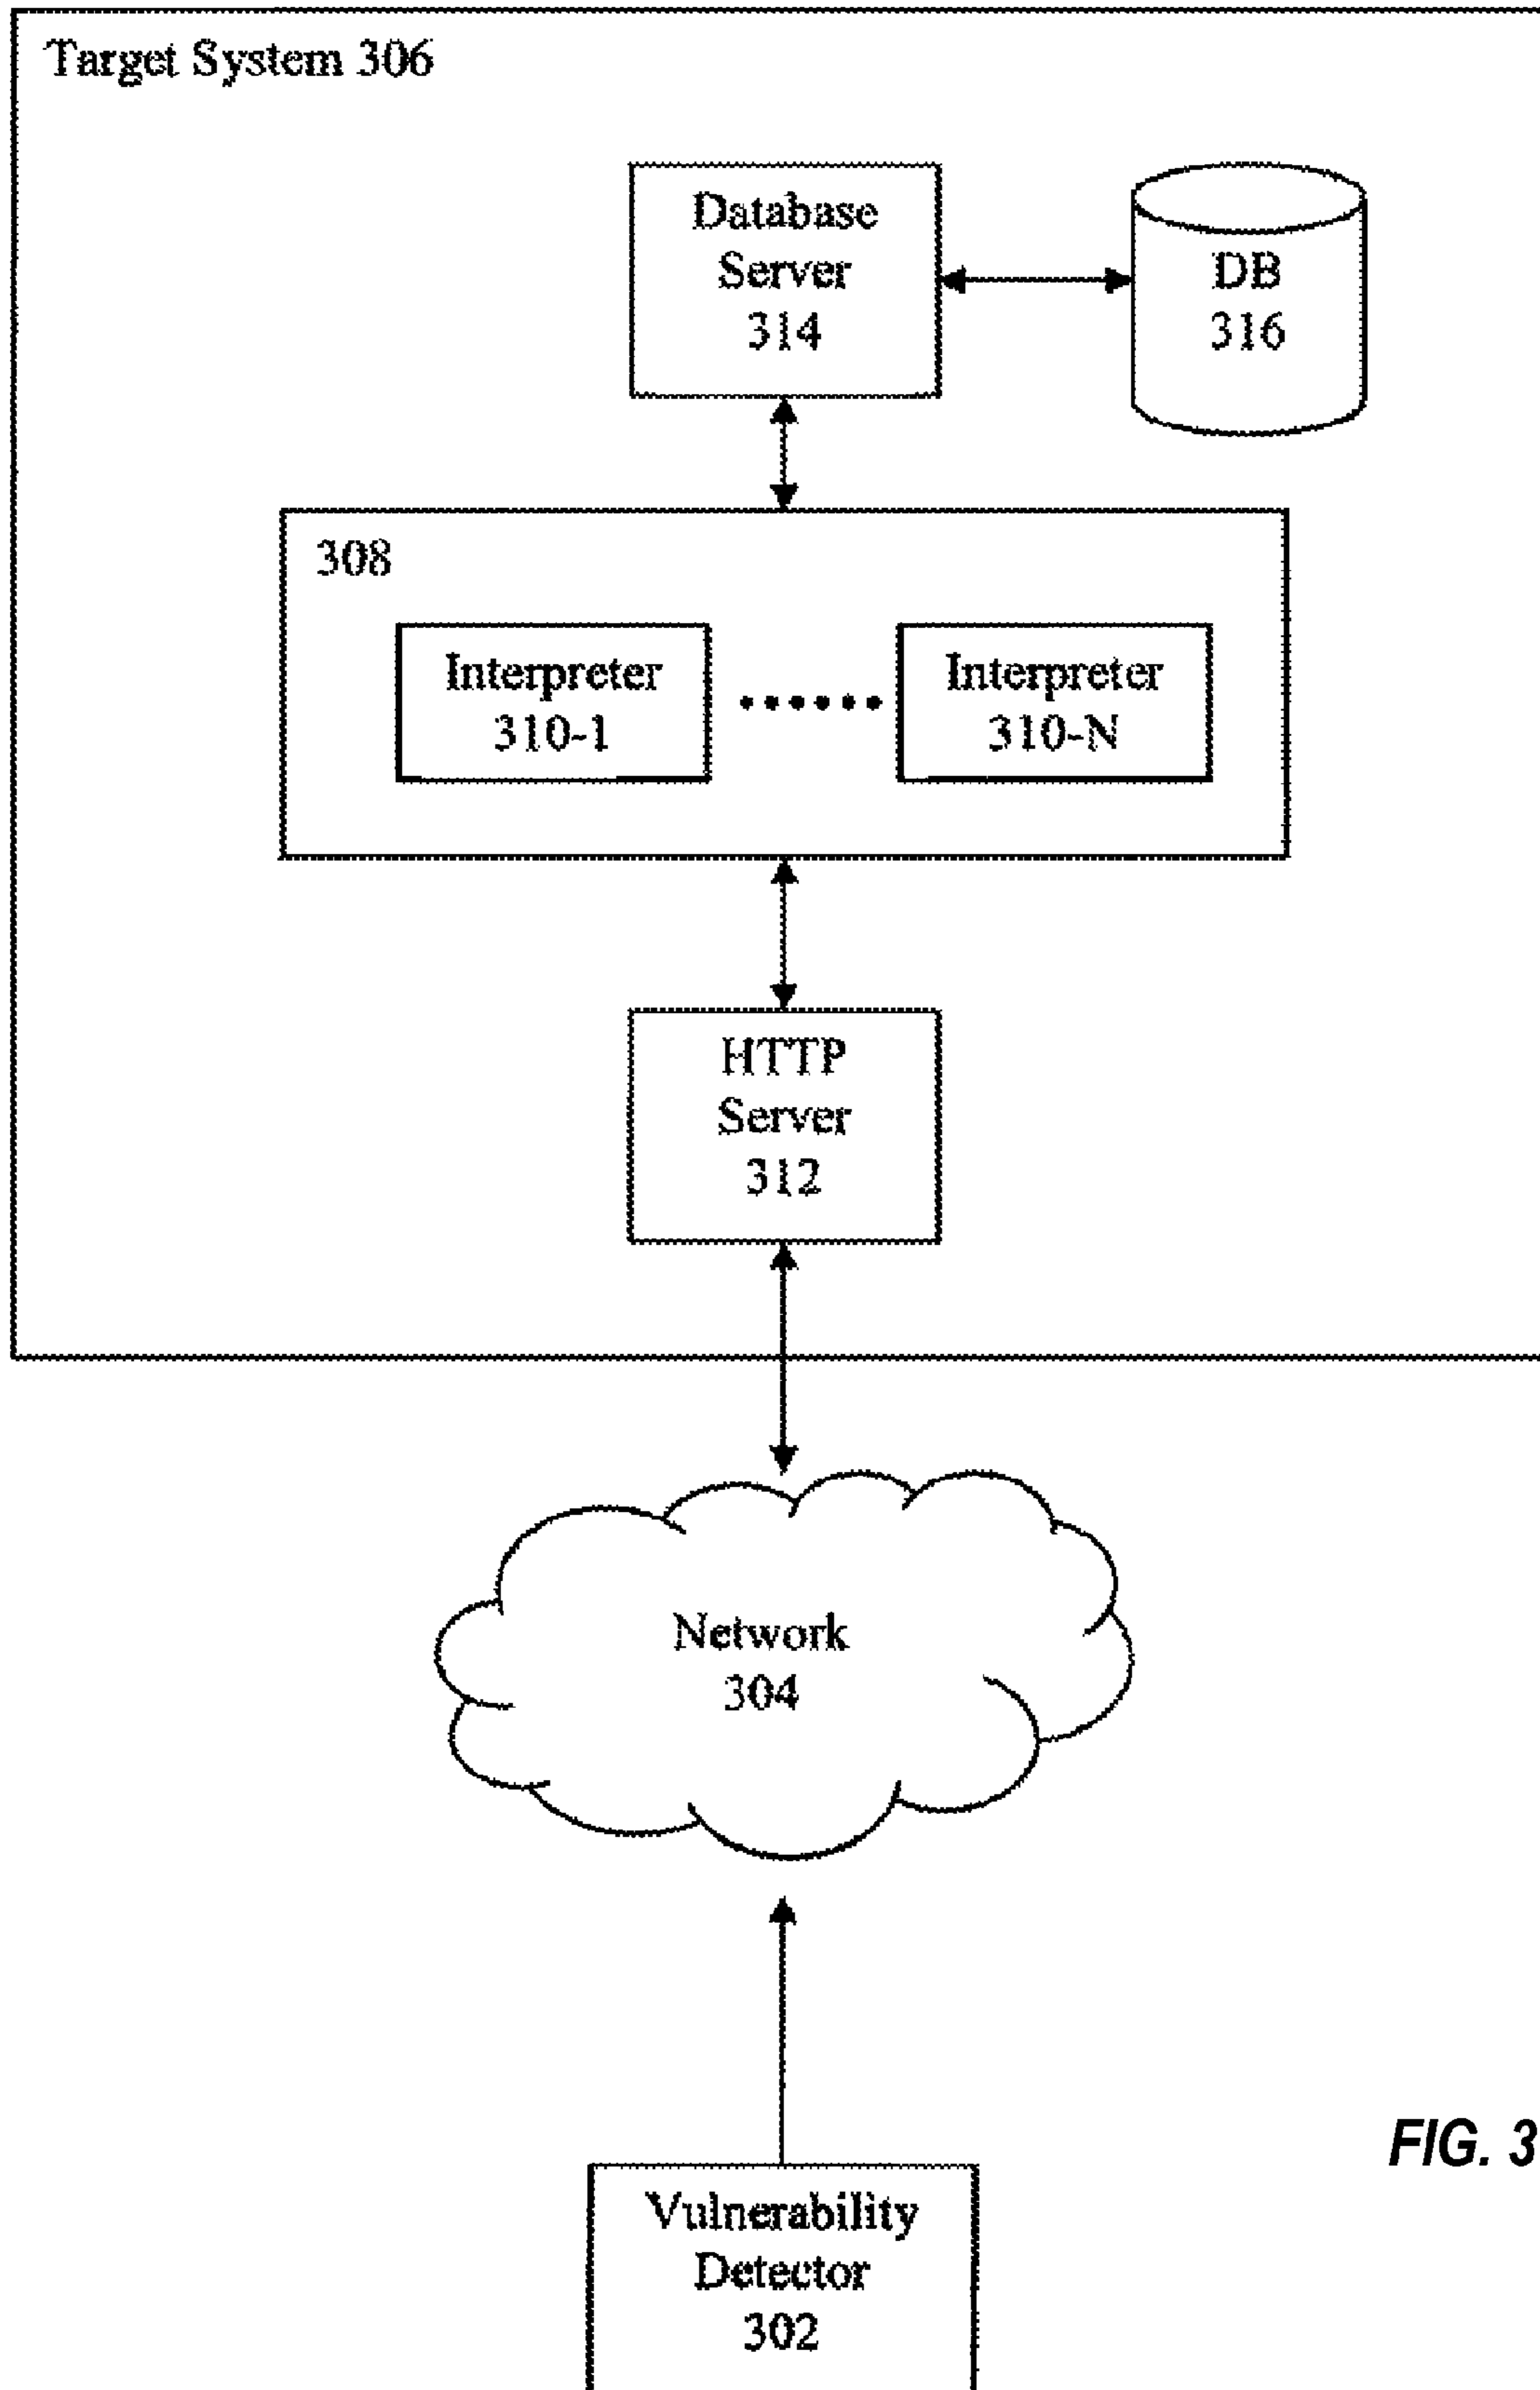 Target System 306
Database
Server
314
DB
316
308
Interpreter
310-1
Interpreter
310-N
HTTP
Server
312
Network
304
FIG. 3
Vulnerability
Detector
302